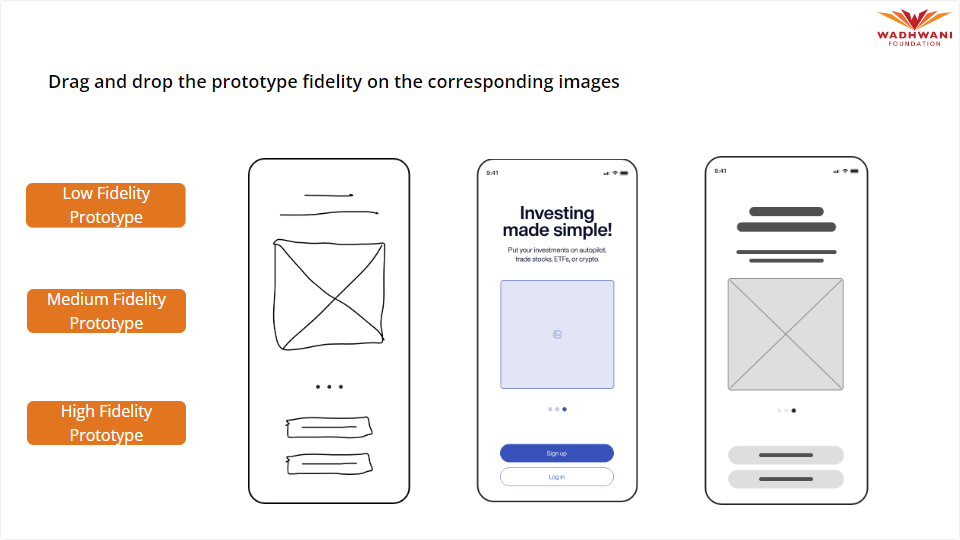 WADHWANI
FOUNDATION
Drag and drop the prototype fidelity on the corresponding images
Low Fidelity
Prototype
Medium Fidelity
Prototype
High Fidelity
Prototype
9:41
Investing
made simple!
Put your investments on autopilot,
trade stocks, ETFs, or crypto.
Sign up
Log in
9:41